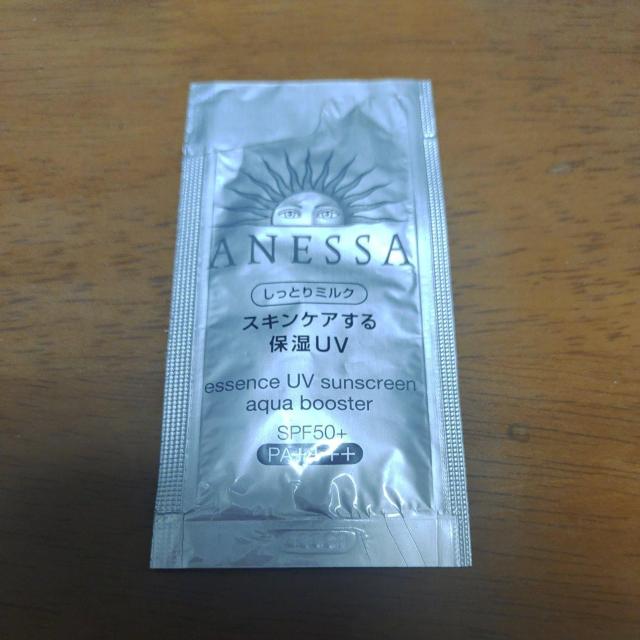 ANESSA
しっとりミルク
スキンケアする
保湿UV
essence UV sunscreen
aqua booster
SPF50+
PA++++